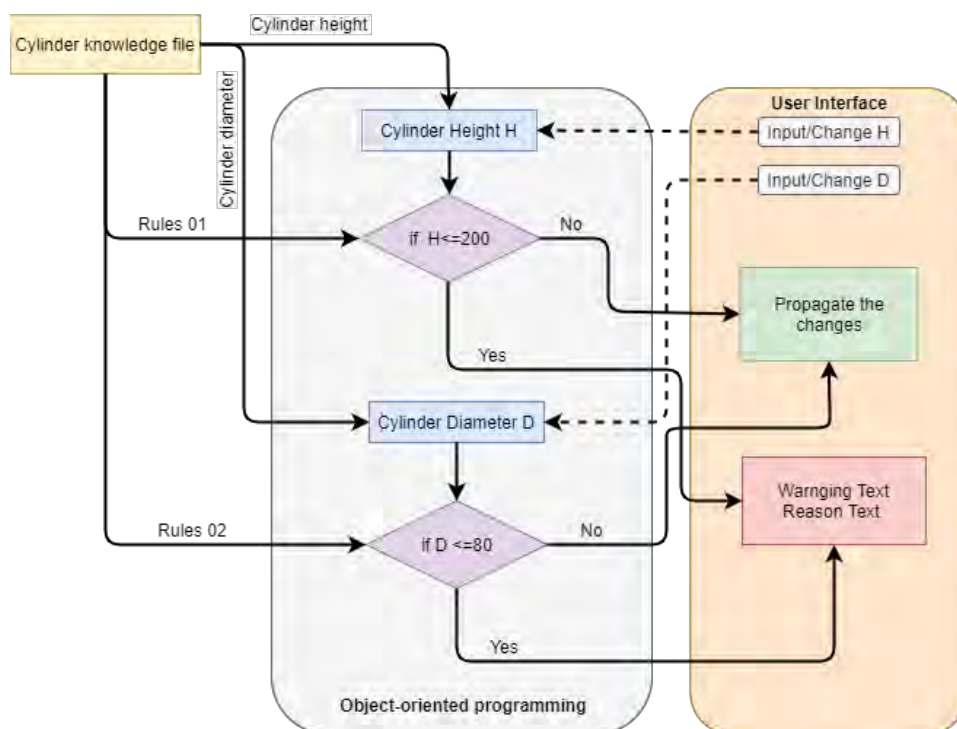 Cylinder height
Cylinder knowledge file
Cylinder diameter
User Interface
Cylinder Height H
Input/Change H
Input/Change D
Rules 01
if H<=200
No
Propagate the
changes
Yes
Cylinder Diameter D
Warnging Text
Reason Text
Rules 02
if D <=80
No
Yes
Object-oriented programming